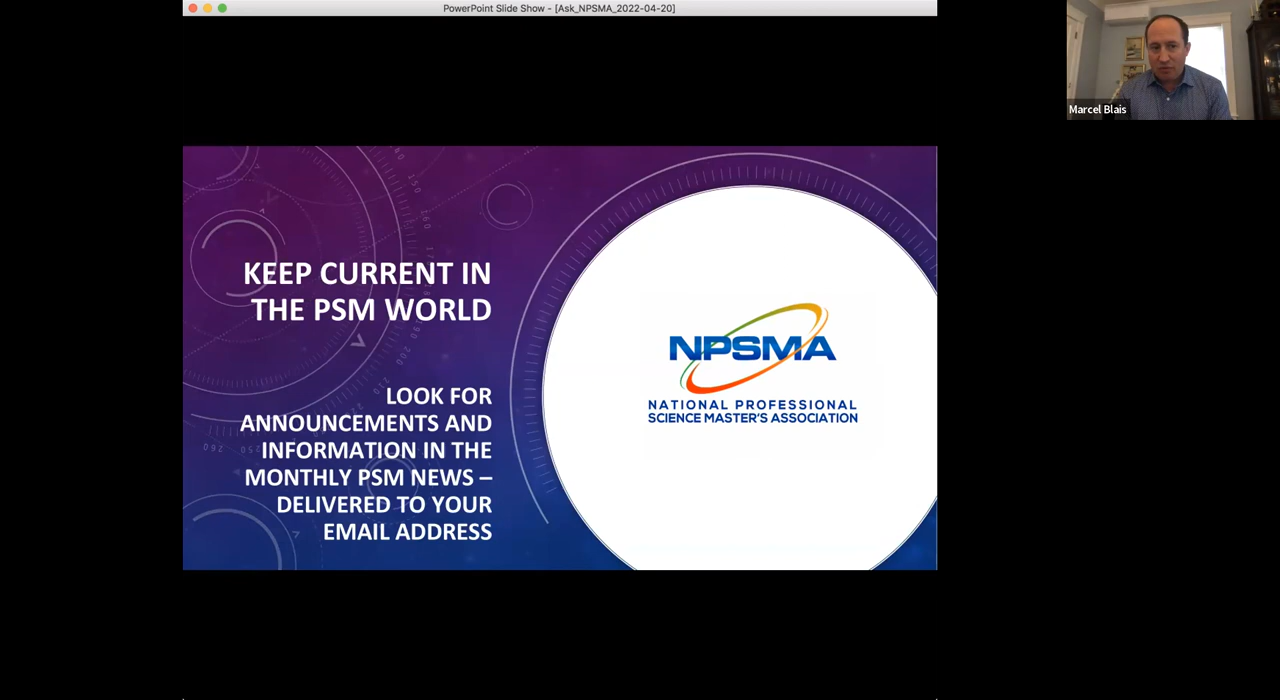 PowerPoint Slide Show - [Ask_NPSMA_2022-04-20]
Marcel Blais
KEEP CURRENT IN
THE PSM WORLD
LOOK FOR
ANNOUNCEMENTS AND
INFORMATION IN THE
MONTHLY PSM NEWS –
DELIVERED TO YOUR
EMAIL ADDRESS
NPSMA
NATIONAL PROFESSIONAL
SCIENCE MASTER'S ASSOCIATION